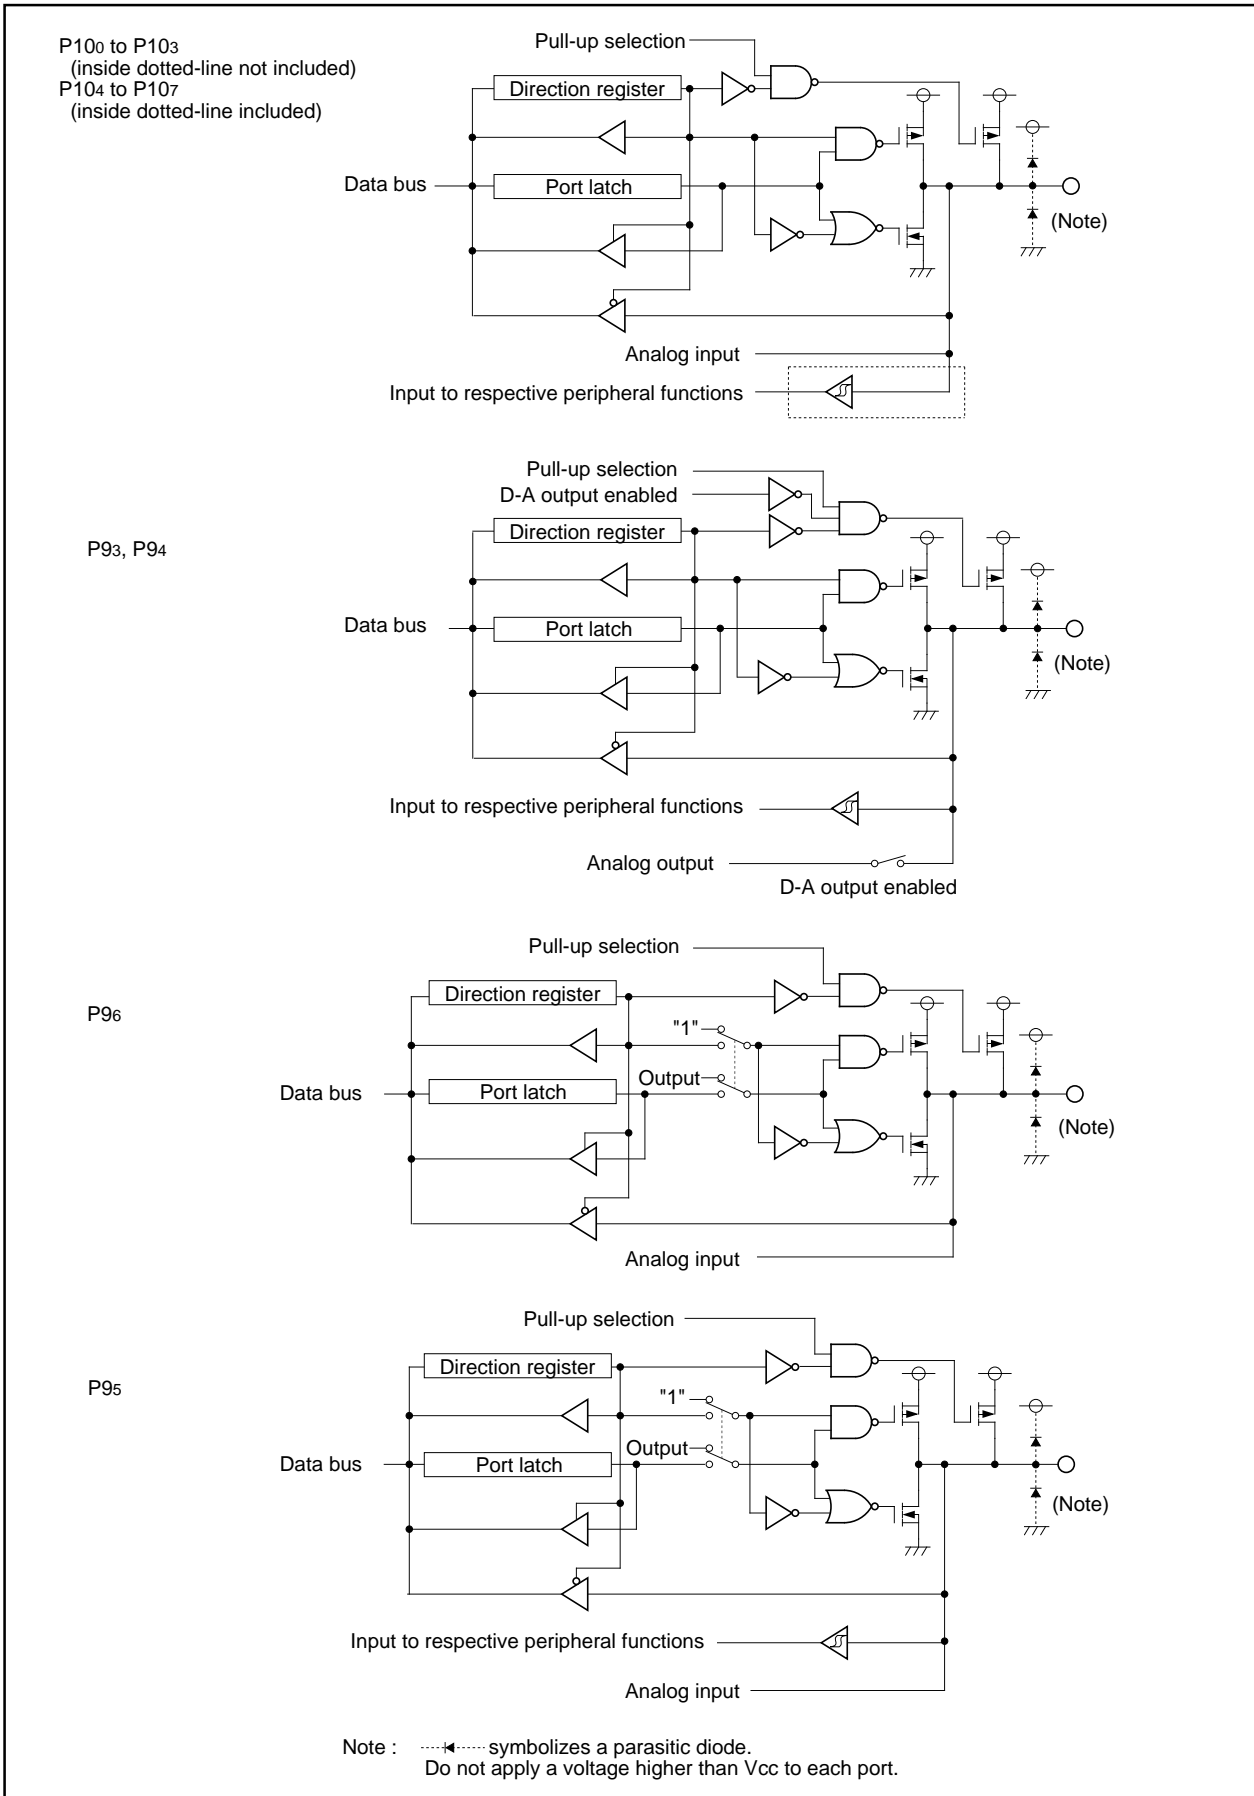 P100 to P103
(inside dotted-line not included)
P104 to P107
(inside dotted-line included)
Pull-up selection
Direction register
Data bus
Port latch
(Note)
Analog input
Input to respective peripheral functions
P93, P94
Pull-up selection
D-A output enabled
Direction register
Data bus
Port latch
(Note)
Input to respective peripheral functions
Analog output
D-A output enabled
P96
Pull-up selection
Direction register
"1"
Output
Data bus
Port latch
(Note)
Analog input
P95
Pull-up selection
Direction register
"1"
Output
Data bus
Port latch
(Note)
Input to respective peripheral functions
Analog input
Note : symbolizes a parasitic diode.
Do not apply a voltage higher than Vcc to each port.